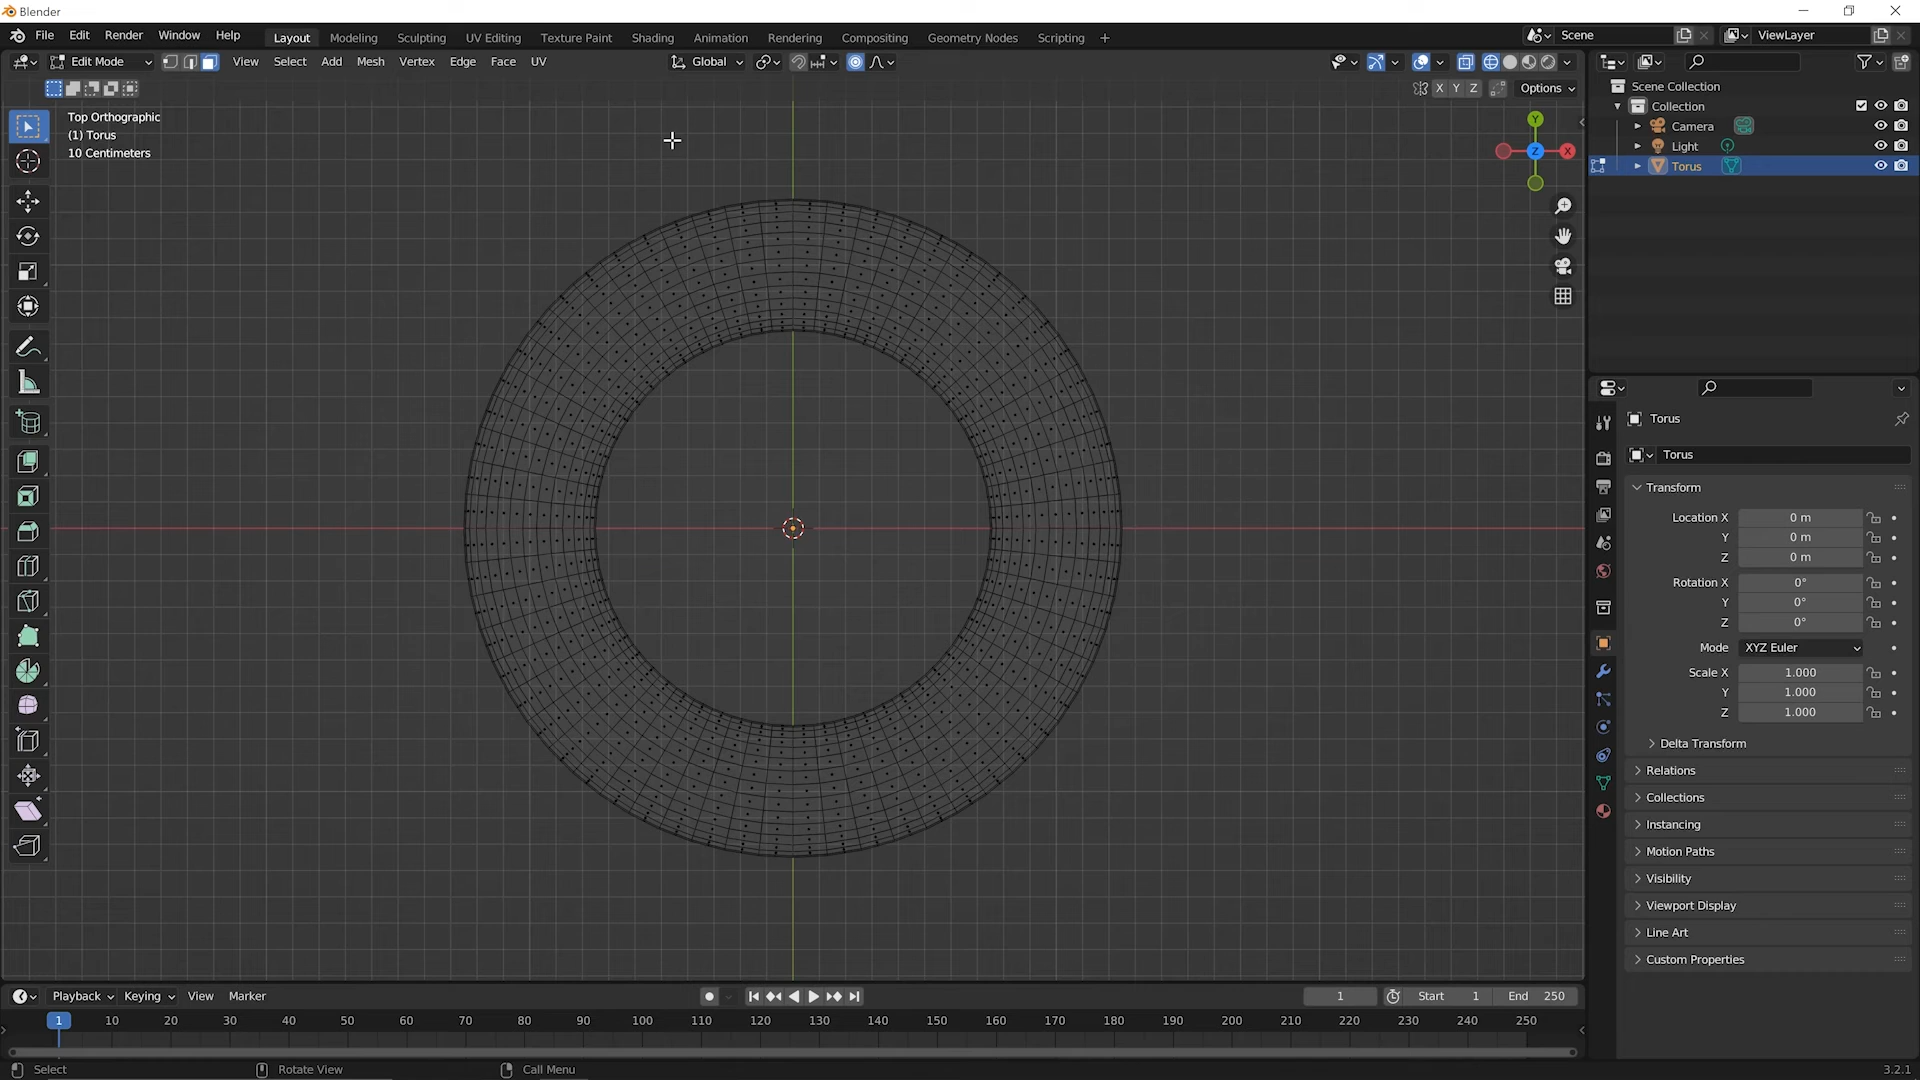 Blender
File Edit Render Window Help Layout Modeling Sculpting UV Editing Texture Paint Shading Animation Rendering Compositing Geometry Nodes Scripting + Scene ViewLayer
Edit Mode View Select Add Mesh Vertex Edge Face UV Global
X Y Z Options
Top Orthographic
(1) Torus
10 Centimeters
Y
X
Z
Scene Collection
Collection
Camera
Light
Torus
Torus
Torus
Transform
Location X 0 m
Y 0 m
Z 0 m
Rotation X 0°
Y 0°
Z 0°
Mode XYZ Euler
Scale X 1.000
Y 1.000
Z 1.000
Delta Transform
Relations
Collections
Instancing
Motion Paths
Visibility
Viewport Display
Line Art
Custom Properties
Playback Keying View Marker 1 Start 1 End 250
1 10 20 30 40 50 60 70 80 90 100 110 120 130 140 150 160 170 180 190 200 210 220 230 240 250
Select Rotate View Call Menu 3.2.1